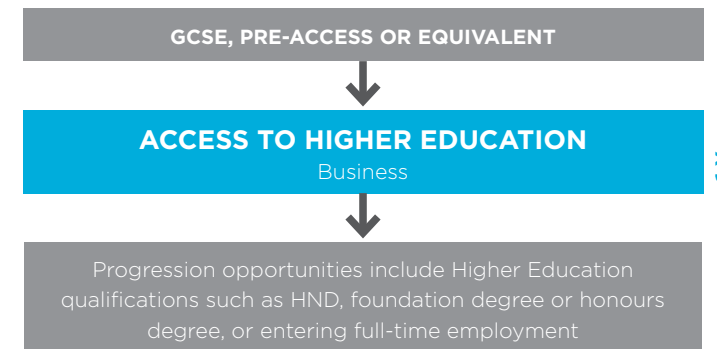 GCSE, PRE-ACCESS OR EQUIVALENT
ACCESS TO HIGHER EDUCATION
Business
Progression opportunities include Higher Education
qualifications such as HND, foundation degree or honours
degree, or entering full-time employment